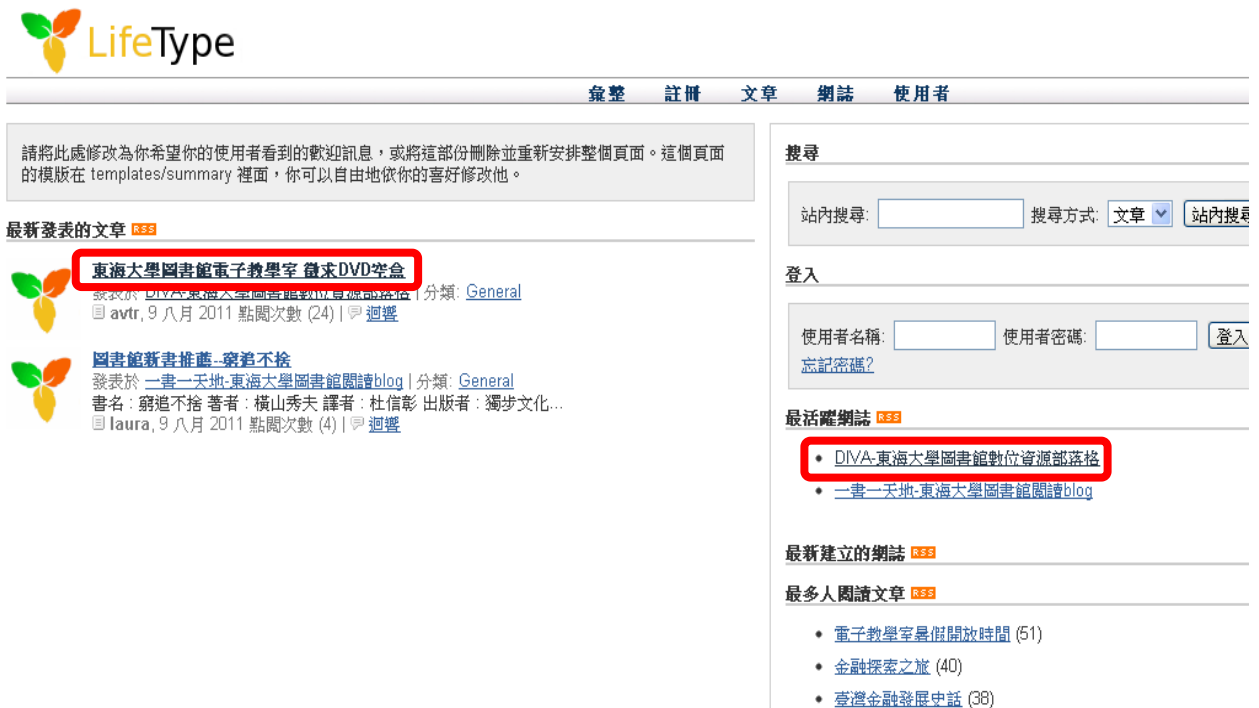 LifeType
彙整 註冊 文章 網誌 使用者
請將此處修改為你希望你的使用者看到的歡迎訊息，或將這部份刪除並重新安排整個頁面。這個頁面
的模版在 templates/summary 裡面，你可以自由地依你的喜好修改他。
最新發表的文章 RSS
東海大學圖書館電子教學室 徵求DVD空盒
發表於 DIVA-東海大學圖書館數位資源部落格 | 分類: General
avtr, 9 八月 2011 點閱次數 (24) | 迴響
圖書館新書推薦--窮追不捨
發表於 一書一天地-東海大學圖書館閱讀blog | 分類: General
書名：窮追不捨 著者：橫山秀夫 譯者：杜信彰 出版者：獨步文化...
laura, 9 八月 2011 點閱次數 (4) | 迴響
搜尋
站內搜尋: 搜尋方式: 文章 站內搜尋
登入
使用者名稱: 使用者密碼: 登入
忘記密碼?
最活躍網誌 RSS
• DIVA-東海大學圖書館數位資源部落格
• 一書一天地-東海大學圖書館閱讀blog
最新建立的網誌 RSS
最多人閱讀文章 RSS
• 電子教學室暑假開放時間 (51)
• 金融探索之旅 (40)
• 臺灣金融發展史話 (38)